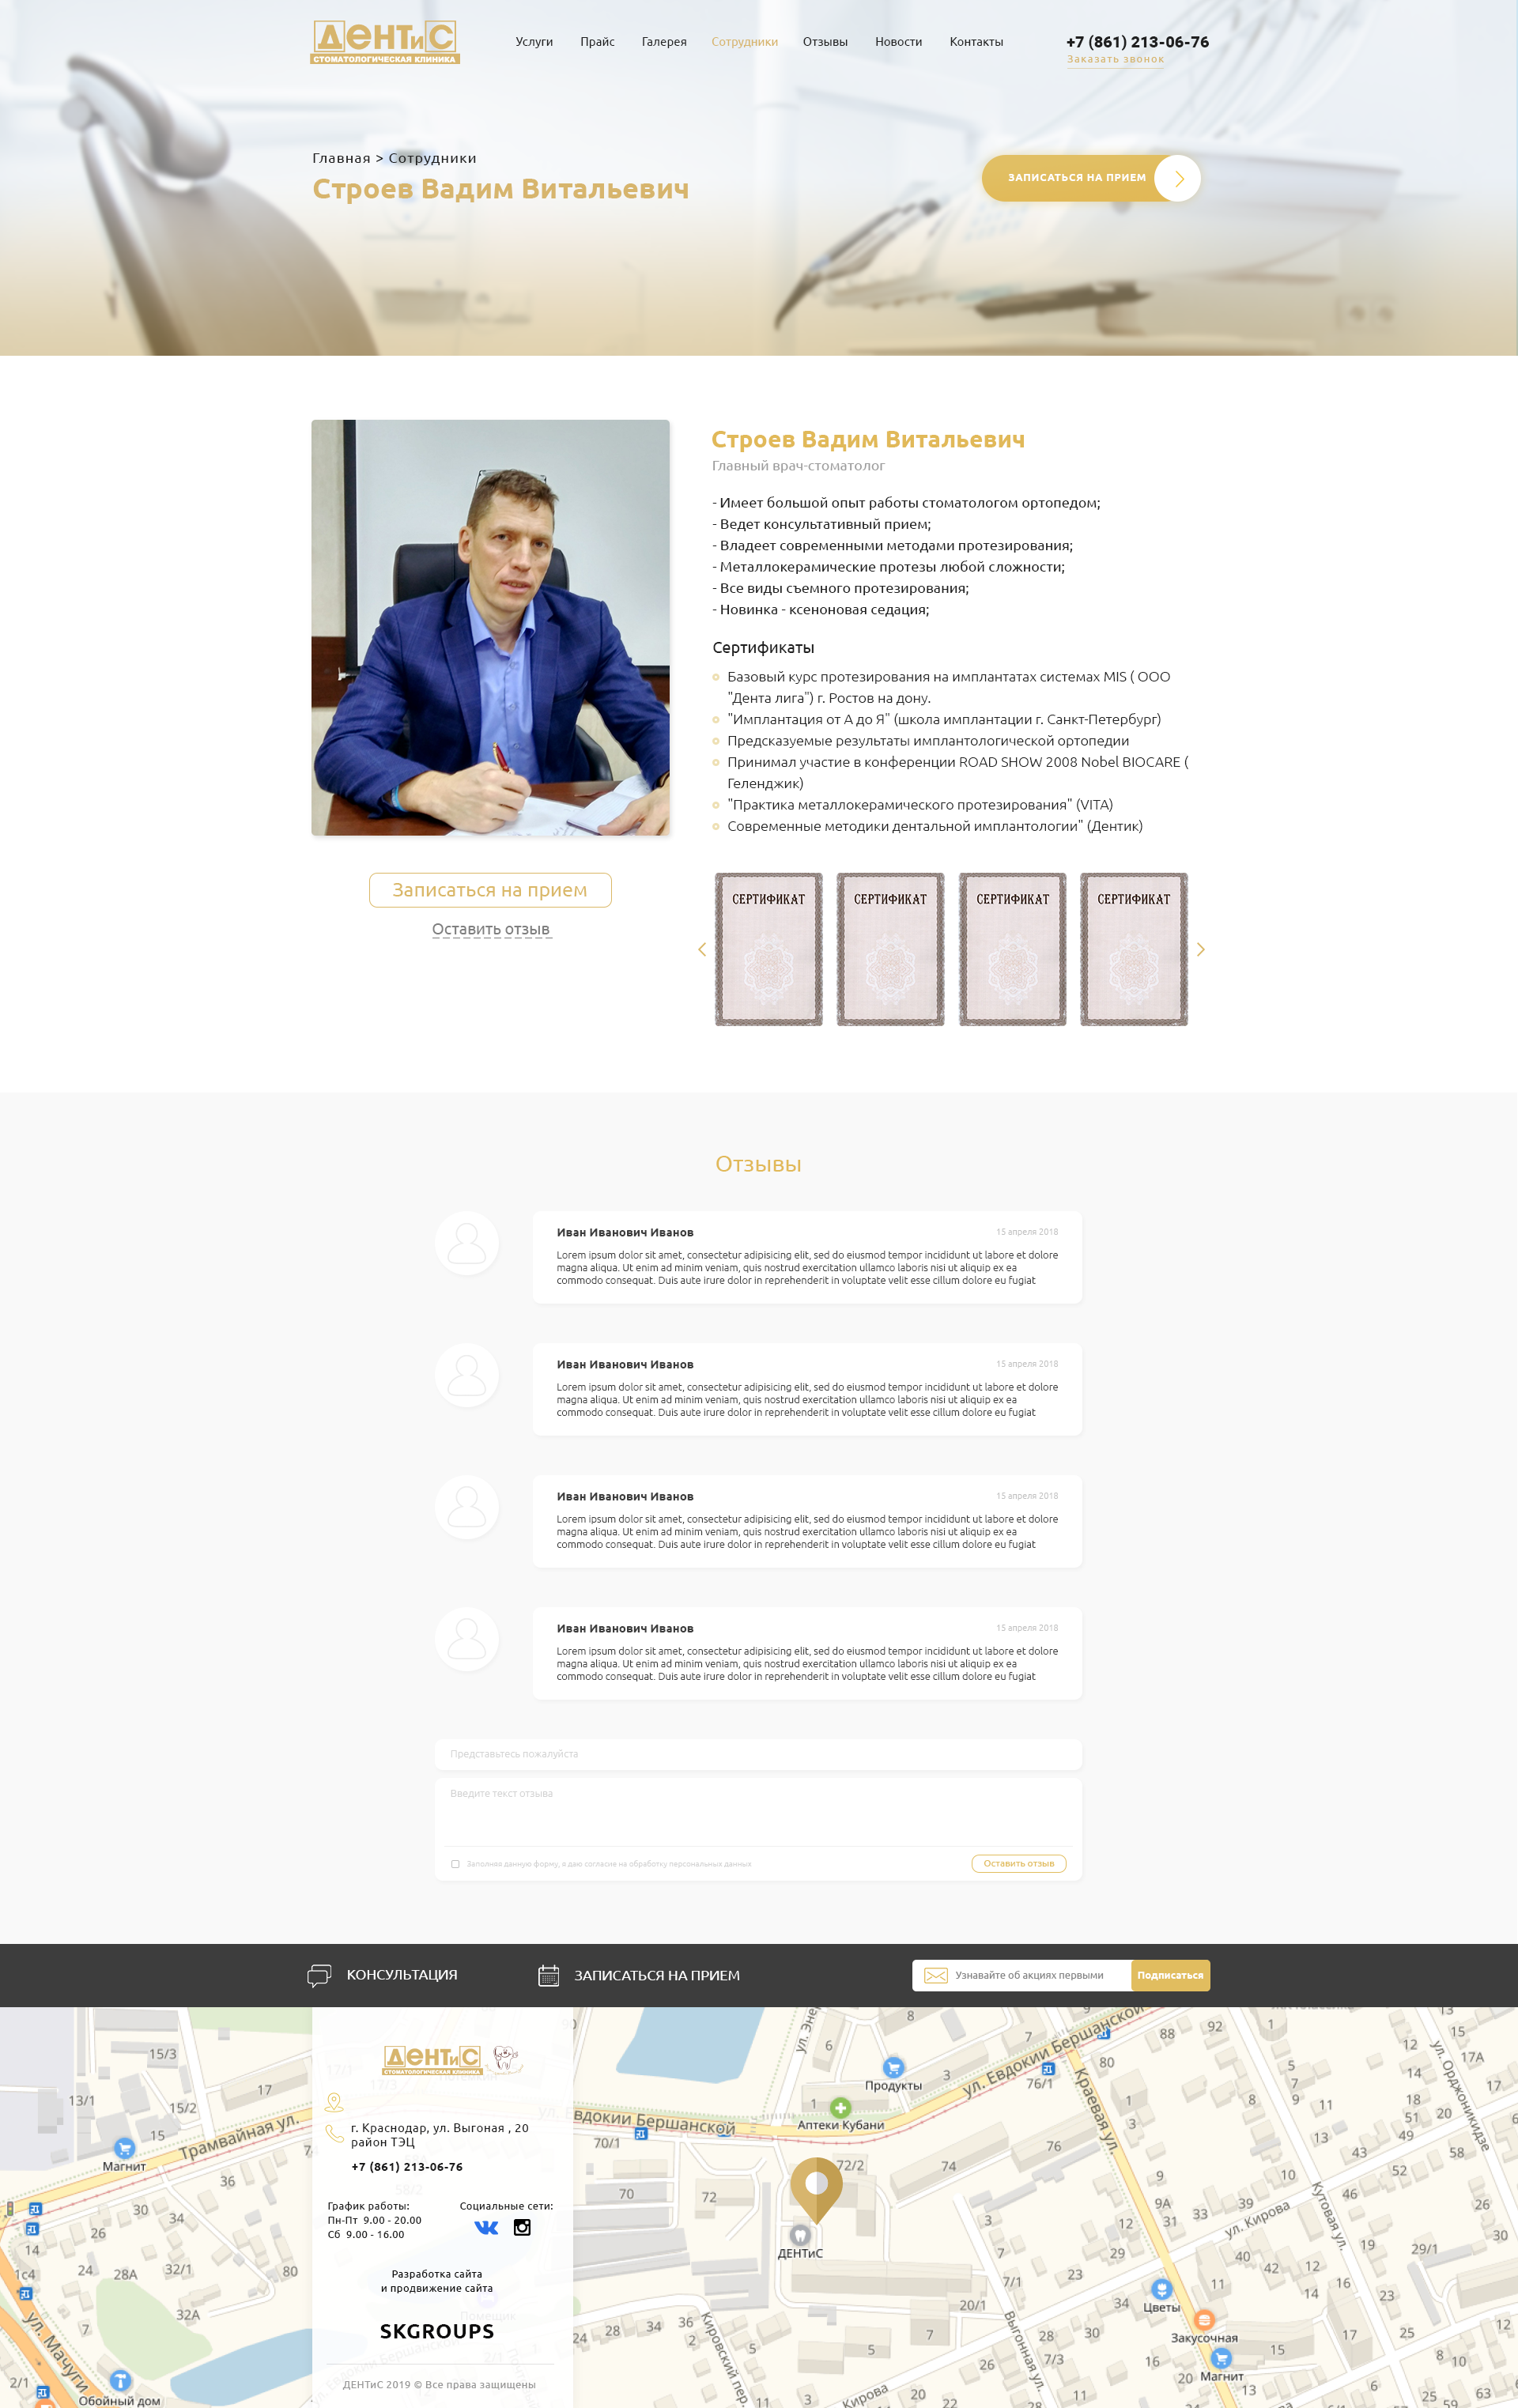 ДЕНТиС
СТОМАТОЛОГИЧЕСКАЯ КЛИНИКА
Услуги
Прайс
Галерея
Сотрудники
Отзывы
Новости
Контакты
+7 (861) 213-06-76
Заказать звонок
Главная > Сотрудники
Строев Вадим Витальевич
ЗАПИСАТЬСЯ НА ПРИЕМ
Строев Вадим Витальевич
Главный врач-стоматолог
- Имеет большой опыт работы стоматологом ортопедом;
- Ведет консультативный прием;
- Владеет современными методами протезирования;
- Металлокерамические протезы любой сложности;
- Все виды съемного протезирования;
- Новинка - ксеноновая седация;
Сертификаты
Базовый курс протезирования на имплантатах системах MIS ( ООО
"Дента лига") г. Ростов на дону.
"Имплантация от А до Я" (школа имплантации г. Санкт-Петербург)
Предсказуемые результаты имплантологической ортопедии
Принимал участие в конференции ROAD SHOW 2008 Nobel BIOCARE (
Геленджик)
"Практика металлокерамического протезирования" (VITA)
Современные методики дентальной имплантологии" (Дентик)
Записаться на прием
Оставить отзыв
СЕРТИФИКАТ
СЕРТИФИКАТ
СЕРТИФИКАТ
СЕРТИФИКАТ
Отзывы
Иван Иванович Иванов
15 апреля 2018
Lorem ipsum dolor sit amet, consectetur adipisicing elit, sed do eiusmod tempor incididunt ut labore et dolore
magna aliqua. Ut enim ad minim veniam, quis nostrud exercitation ullamco laboris nisi ut aliquip ex ea
commodo consequat. Duis aute irure dolor in reprehenderit in voluptate velit esse cillum dolore eu fugiat
Иван Иванович Иванов
15 апреля 2018
Lorem ipsum dolor sit amet, consectetur adipisicing elit, sed do eiusmod tempor incididunt ut labore et dolore
magna aliqua. Ut enim ad minim veniam, quis nostrud exercitation ullamco laboris nisi ut aliquip ex ea
commodo consequat. Duis aute irure dolor in reprehenderit in voluptate velit esse cillum dolore eu fugiat
Иван Иванович Иванов
15 апреля 2018
Lorem ipsum dolor sit amet, consectetur adipisicing elit, sed do eiusmod tempor incididunt ut labore et dolore
magna aliqua. Ut enim ad minim veniam, quis nostrud exercitation ullamco laboris nisi ut aliquip ex ea
commodo consequat. Duis aute irure dolor in reprehenderit in voluptate velit esse cillum dolore eu fugiat
Иван Иванович Иванов
15 апреля 2018
Lorem ipsum dolor sit amet, consectetur adipisicing elit, sed do eiusmod tempor incididunt ut labore et dolore
magna aliqua. Ut enim ad minim veniam, quis nostrud exercitation ullamco laboris nisi ut aliquip ex ea
commodo consequat. Duis aute irure dolor in reprehenderit in voluptate velit esse cillum dolore eu fugiat
Представьтесь пожалуйста
Введите текст отзыва
Заполняя данную форму, я даю согласие на обработку персональных данных
Оставить отзыв
КОНСУЛЬТАЦИЯ
ЗАПИСАТЬСЯ НА ПРИЕМ
Узнавайте об акциях первыми
Подписаться
ДЕНТиС
СТОМАТОЛОГИЧЕСКАЯ КЛИНИКА
г. Краснодар, ул. Выгоная , 20
район ТЭЦ
+7 (861) 213-06-76
График работы:
Пн-Пт 9.00 - 20.00
Сб 9.00 - 16.00
Социальные сети:
Разработка сайта
и продвижение сайта
SKGROUPS
ДЕНТиС 2019 © Все права защищены
Трамвайная ул.
Магнит
ул. Мачуги
Обойный дом
ул. Евдокии Бершанской
ул. Евдокии Бершанской
Продукты
Аптеки Кубани
Краевая ул.
ул. Орджоникидзе
ДЕНТиС
Кутовая ул.
ул. Кирова
Цветы
Закусочная
Магнит
Выгонная ул.
Кировский пер.
Кирова